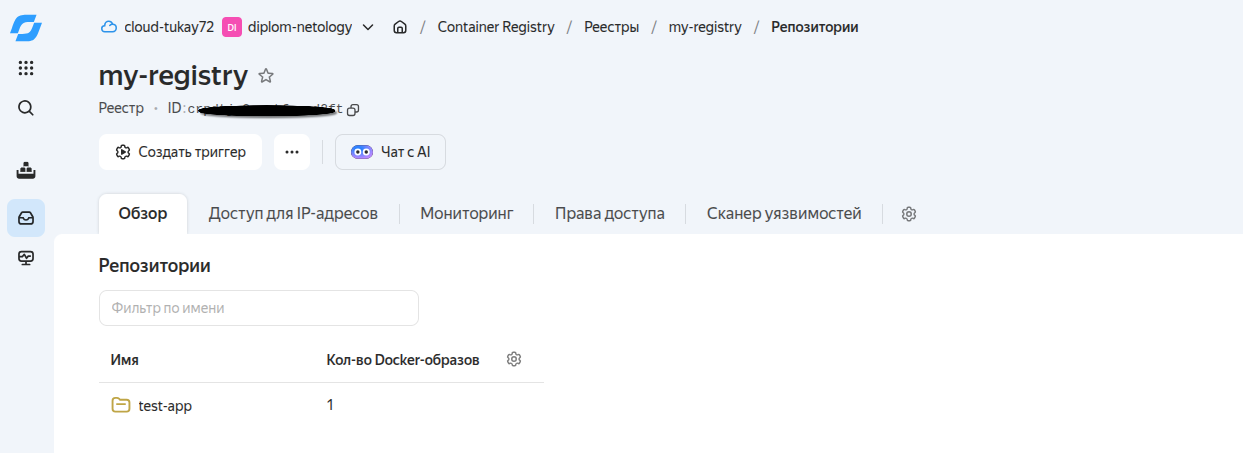 cloud-tukay72 DI diplom-netology / Container Registry / Реестры / my-registry / Репозитории
my-registry
Реестр · ID:
Создать триггер ... Чат с AI
Обзор Доступ для IP-адресов Мониторинг Права доступа Сканер уязвимостей
Репозитории
Фильтр по имени
Имя Кол-во Docker-образов
test-app 1